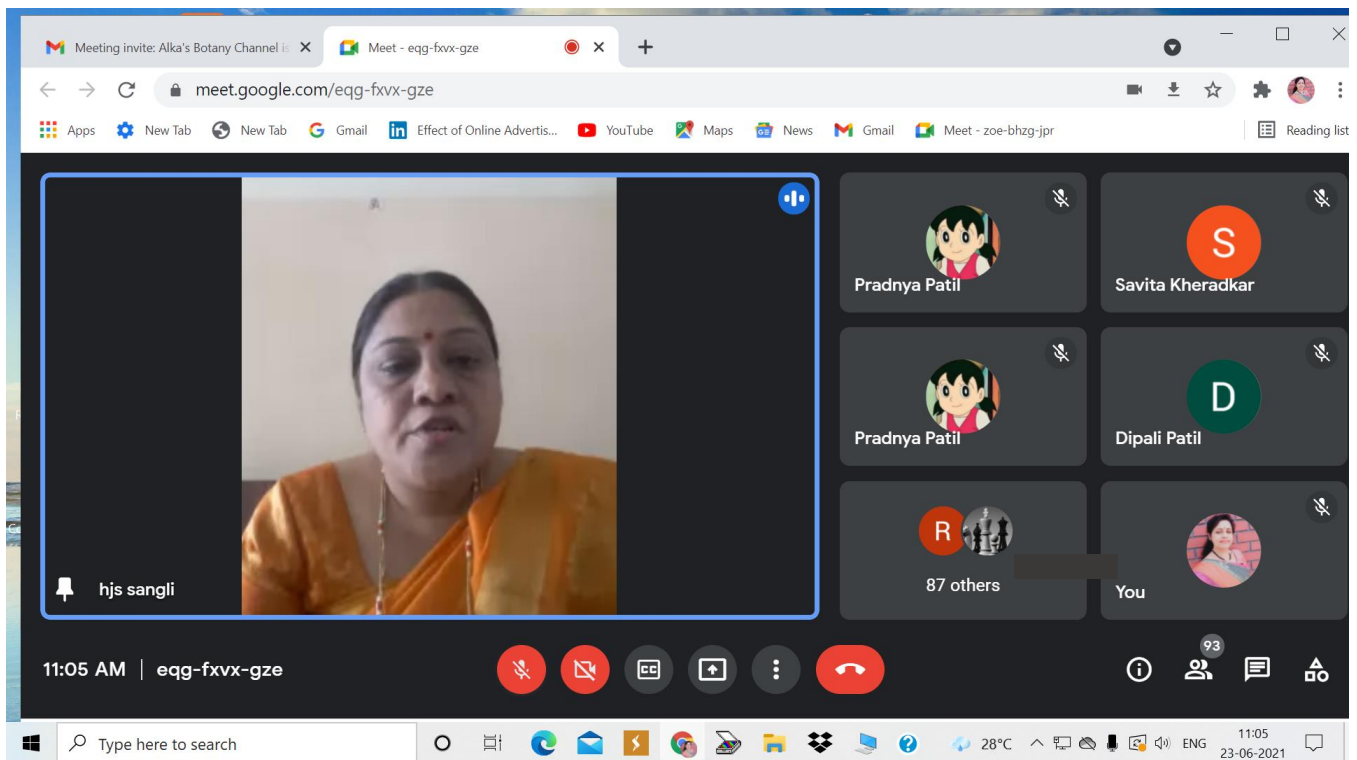 Meeting invite: Alka's Botany Channel is
Meet - eqg-fxvx-gze
meet.google.com/eqg-fxvx-gze
Apps New Tab New Tab Gmail Effect of Online Advertis... YouTube Maps News Gmail Meet - zoe-bhzg-jpr Reading list
Pradnya Patil
S
Savita Kheradkar
Pradnya Patil
D
Dipali Patil
hjs sangli
R
87 others
You
11:05 AM | eqg-fxvx-gze
CC
93
Type here to search
28°C ENG 11:05
23-06-2021